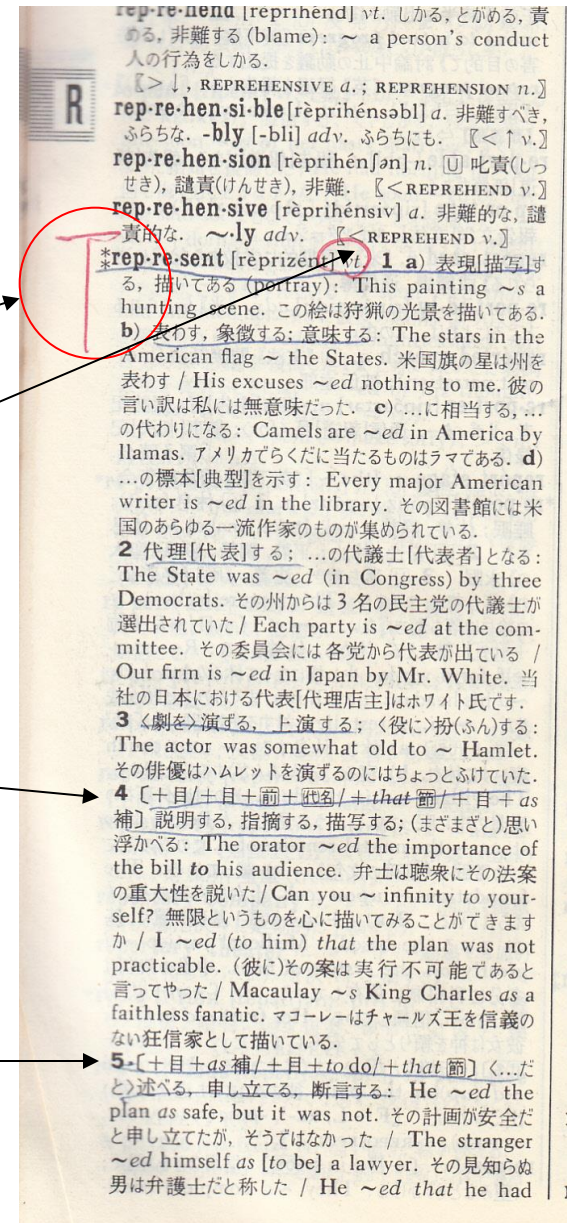 rep·re·hend [rèprihénd] vt. しかる, とがめる, 責
める, 非難する (blame): ~ a person's conduct
人の行為をしかる.
〖>↓, REPREHENSIVE a.; REPREHENSION n.〗
R
rep·re·hen·si·ble [rèprihénsəbl] a. 非難すべき,
ふらちな. -bly [-bli] adv. ふらちにも. 〖<↑v.〗
rep·re·hen·sion [rèprihénʃən] n. Ⓤ 叱責(しっ
せき), 譴責(けんせき), 非難. 〖<REPREHEND v.〗
rep·re·hen·sive [rèprihénsiv] a. 非難的な, 譴
責的な. ~·ly adv. 〖<REPREHEND v.〗
⁑rep·re·sent [rèprizént] vt. 1 a) 表現[描写]す
る, 描いてある (portray): This painting ~s a
hunting scene. この絵は狩猟の光景を描いてある.
b) 表わす, 象徴する; 意味する: The stars in the
American flag ~ the States. 米国旗の星は州を
表わす / His excuses ~ed nothing to me. 彼の
言い訳は私には無意味だった. c) …に相当する, …
の代わりになる: Camels are ~ed in America by
llamas. アメリカでらくだに当たるものはラマである. d)
…の標本[典型]を示す: Every major American
writer is ~ed in the library. その図書館には米
国のあらゆる一流作家のものが集められている.
2 代理[代表]する; …の代議士[代表者]となる:
The State was ~ed (in Congress) by three
Democrats. その州からは 3 名の民主党の代議士が
選出されていた / Each party is ~ed at the com-
mittee. その委員会には各党から代表が出ている /
Our firm is ~ed in Japan by Mr. White. 当
社の日本における代表[代理店主]はホワイト氏です.
3 〈劇を〉演ずる, 上演する; 〈役に〉扮(ふん)する:
The actor was somewhat old to ~ Hamlet.
その俳優はハムレットを演ずるのにはちょっとふけていた.
4 〔+目/+目+前+代名/+that 節/+目+as
補〕説明する, 指摘する, 描写する; (まざまざと)思い
浮かべる: The orator ~ed the importance of
the bill to his audience. 弁士は聴衆にその法案
の重大性を説いた/Can you ~ infinity to your-
self? 無限というものを心に描いてみることができます
か / I ~ed (to him) that the plan was not
practicable. (彼に)その案は実行不可能であると
言ってやった / Macaulay ~s King Charles as a
faithless fanatic. マコーレーはチャールズ王を信義の
ない狂信家として描いている.
5 〔+目+as 補/+目+to do/+that 節〕〈…だ
と〉述べる, 申し立てる, 断言する: He ~ed the
plan as safe, but it was not. その計画が安全だ
と申し立てたが, そうではなかった / The stranger
~ed himself as [to be] a lawyer. その見知らぬ
男は弁護士だと称した / He ~ed that he had